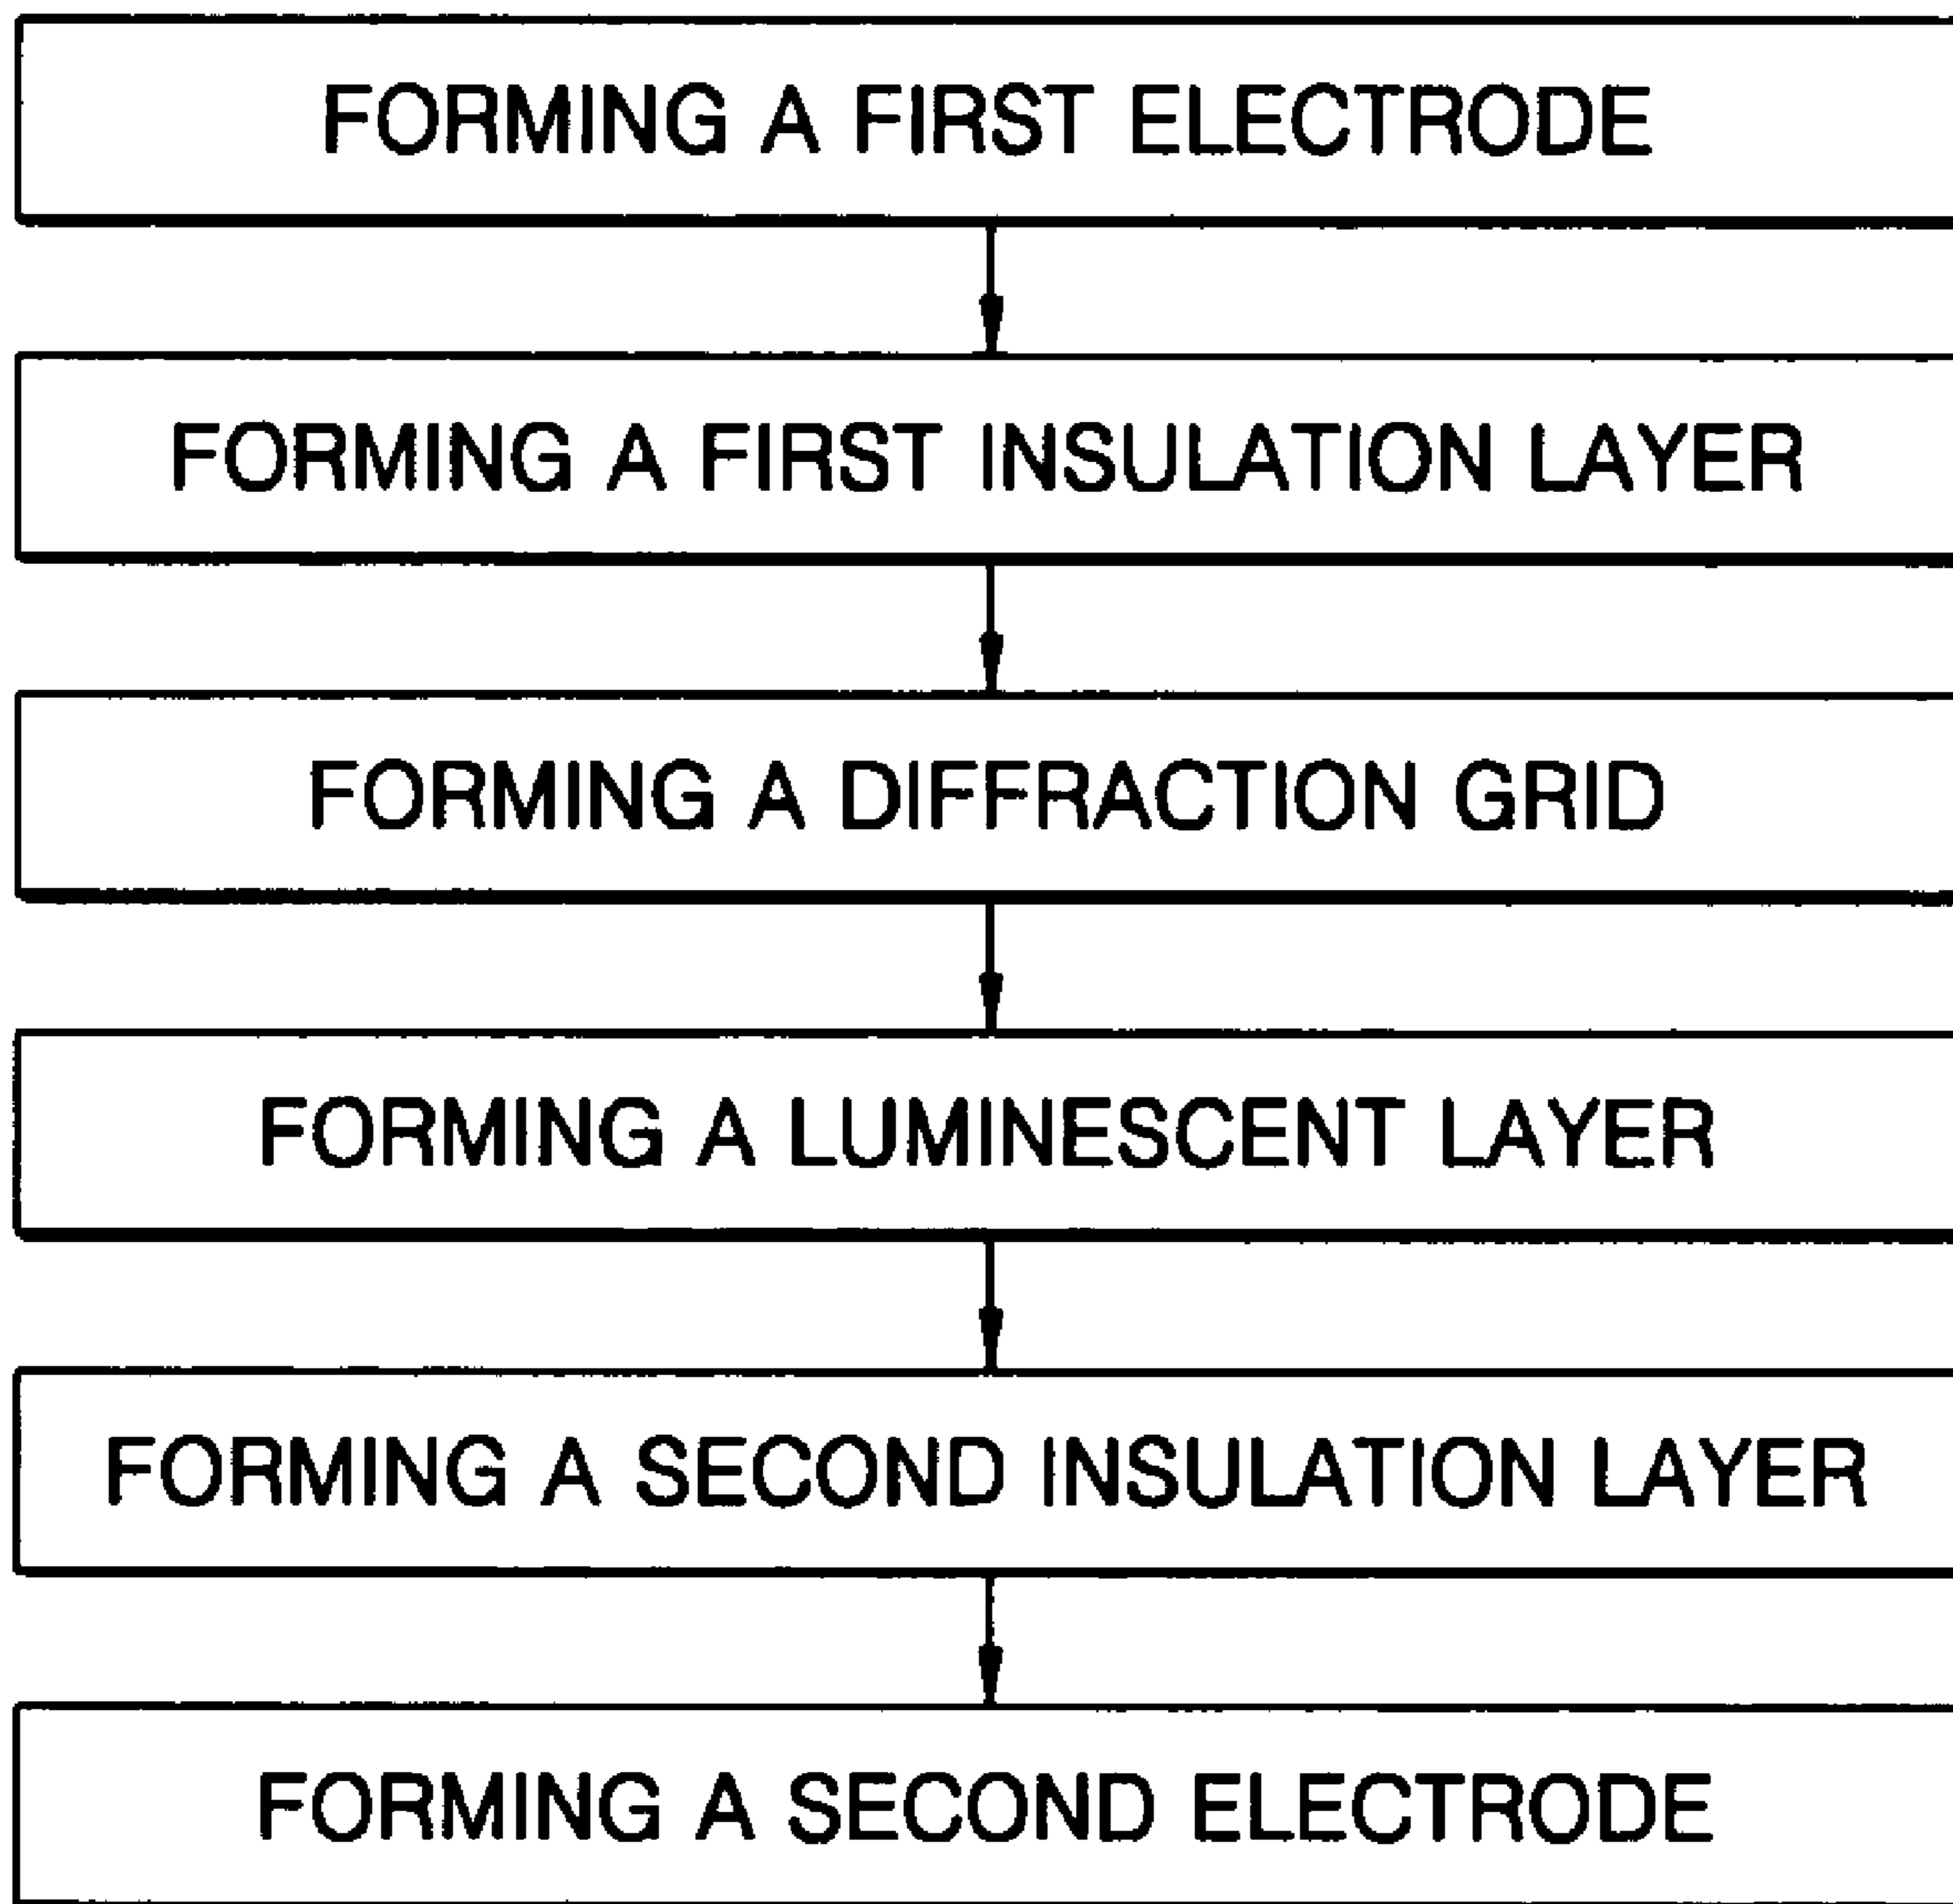 FORMING A FIRST ELECTRODE
FORMING A FIRST INSULATION LAYER
FORMING A DIFFRACTION GRID
FORMING A LUMINESCENT LAYER
FORMING A SECOND INSULATION LAYER
FORMING A SECOND ELECTRODE